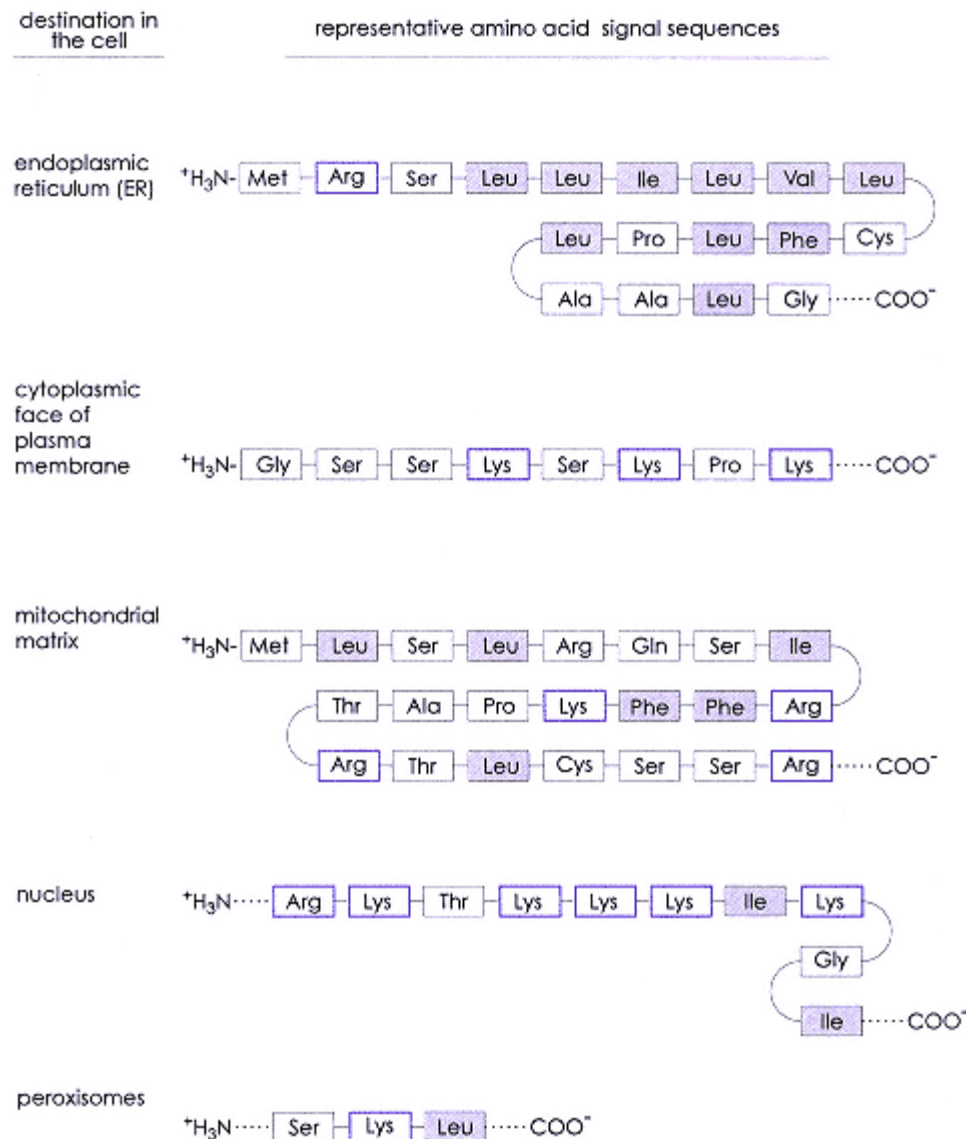 destination in
the cell
representative amino acid signal sequences
endoplasmic
reticulum (ER)
⁺H₃N- Met Arg Ser Leu Leu Ile Leu Val Leu
Leu Pro Leu Phe Cys
Ala Ala Leu Gly ······COO⁻
cytoplasmic
face of
plasma
membrane
⁺H₃N- Gly Ser Ser Lys Ser Lys Pro Lys ······COO⁻
mitochondrial
matrix
⁺H₃N- Met Leu Ser Leu Arg Gln Ser Ile
Thr Ala Pro Lys Phe Phe Arg
Arg Thr Leu Cys Ser Ser Arg ······COO⁻
nucleus
⁺H₃N······ Arg Lys Thr Lys Lys Lys Ile Lys
Gly
Ile ······COO⁻
peroxisomes
⁺H₃N······ Ser Lys Leu ······COO⁻